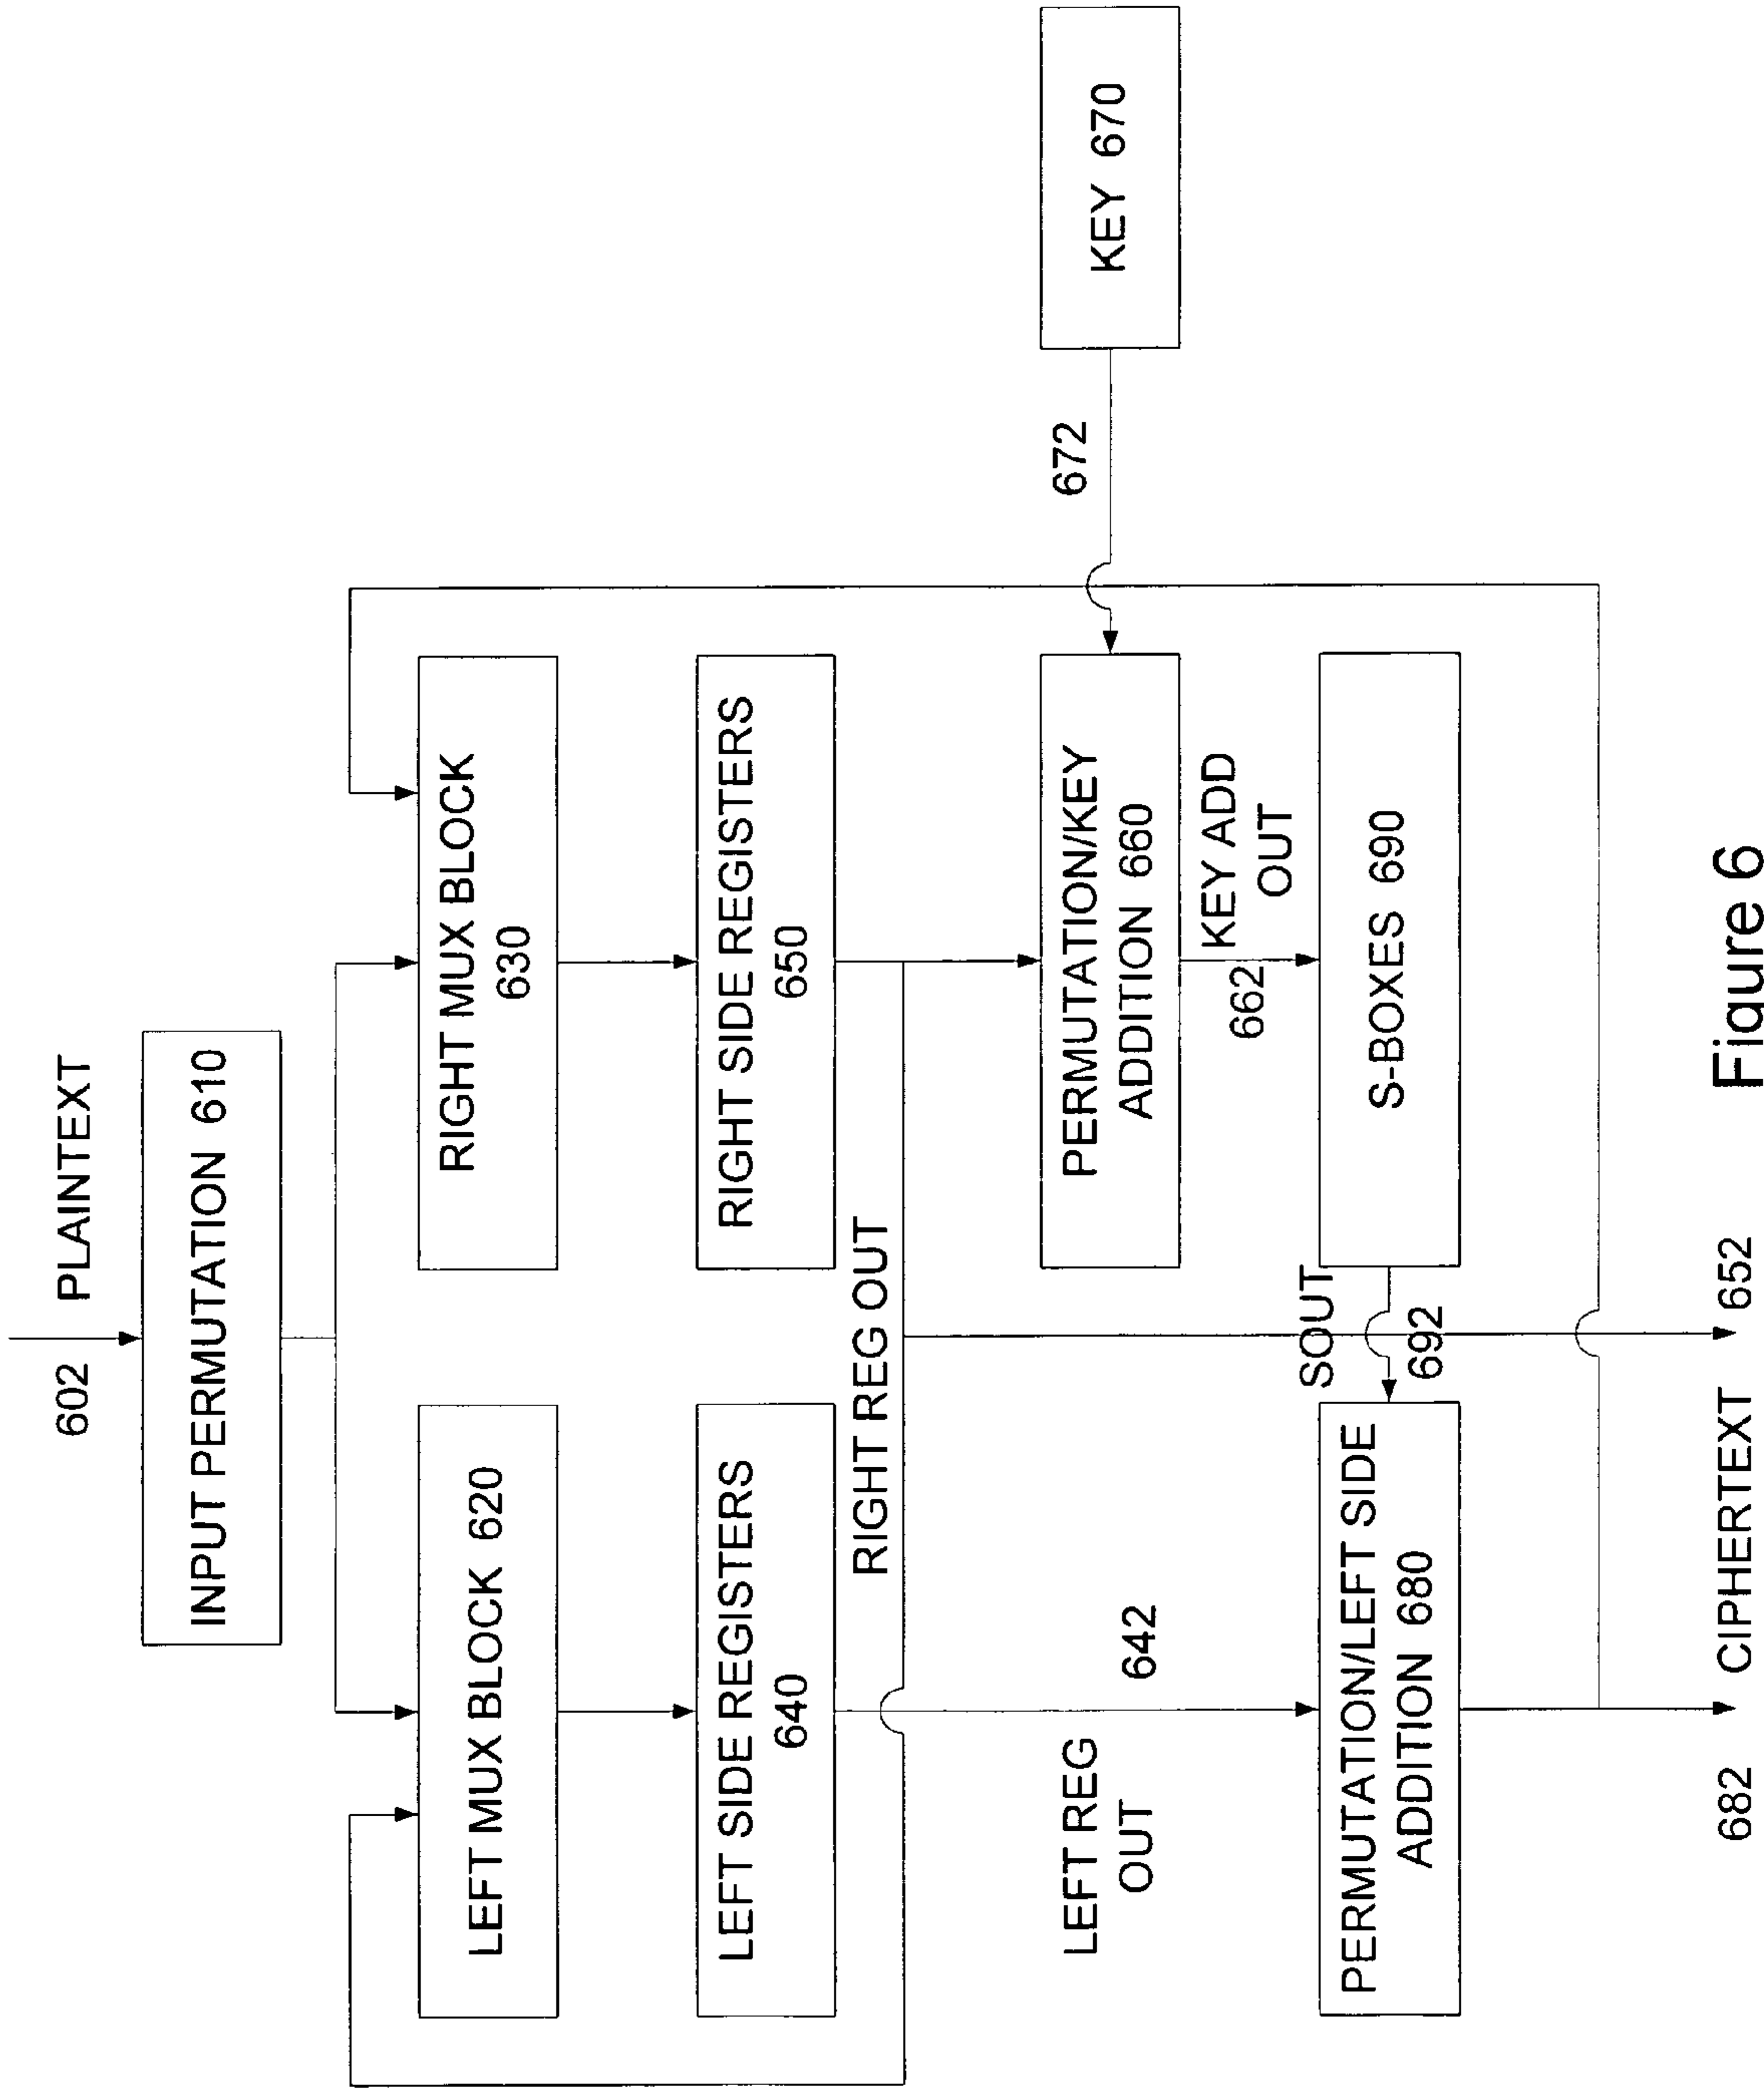 602 PLAINTEXT
INPUT PERMUTATION 610
LEFT MUX BLOCK 620
RIGHT MUX BLOCK
630
LEFT SIDE REGISTERS
640
RIGHT SIDE REGISTERS
650
RIGHT REG OUT
LEFT REG
OUT
642
PERMUTATION/KEY
ADDITION 660
672
KEY 670
KEY ADD
OUT
662
S-BOXES 690
SOUT
692
PERMUTATION/LEFT SIDE
ADDITION 680
682 CIPHERTEXT 652
Figure 6